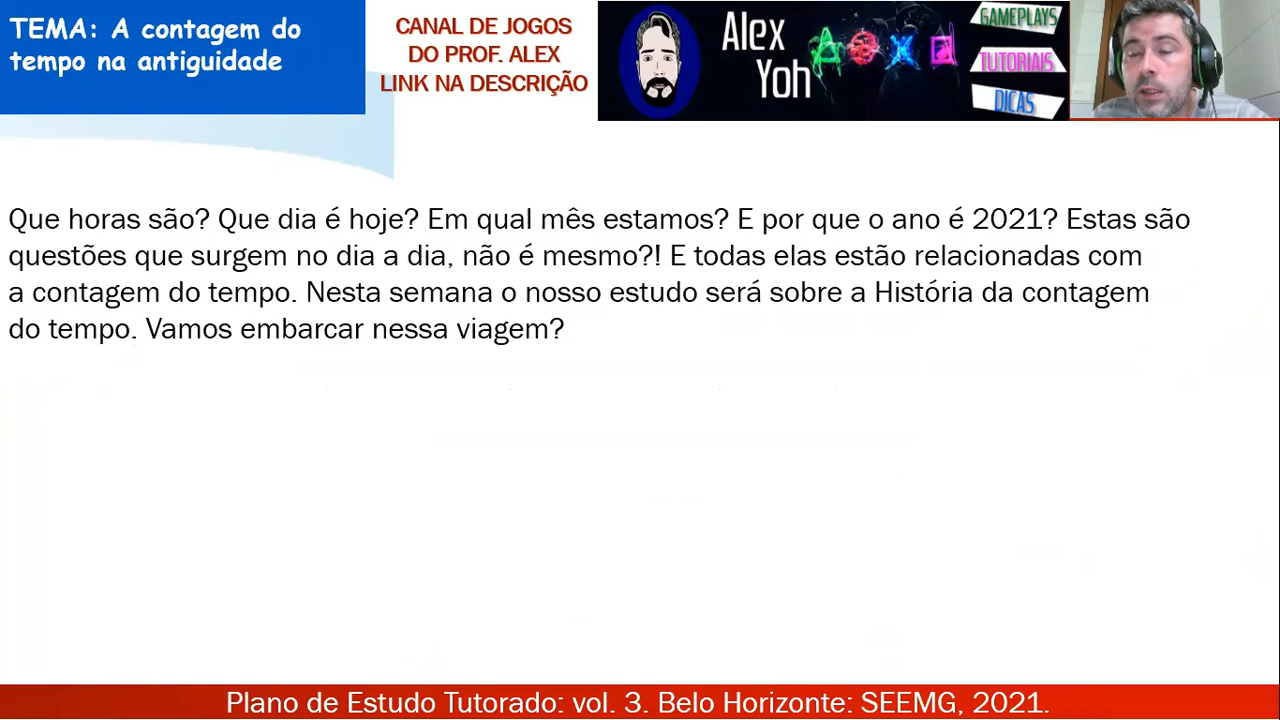 TEMA: A contagem do
tempo na antiguidade
CANAL DE JOGOS
DO PROF. ALEX
LINK NA DESCRIÇÃO
Alex
Yoh
GAMEPLAYS
TUTORIAIS
DICAS
Que horas são? Que dia é hoje? Em qual mês estamos? E por que o ano é 2021? Estas são
questões que surgem no dia a dia, não é mesmo?! E todas elas estão relacionadas com
a contagem do tempo. Nesta semana o nosso estudo será sobre a História da contagem
do tempo. Vamos embarcar nessa viagem?
Plano de Estudo Tutorado: vol. 3. Belo Horizonte: SEEMG, 2021.